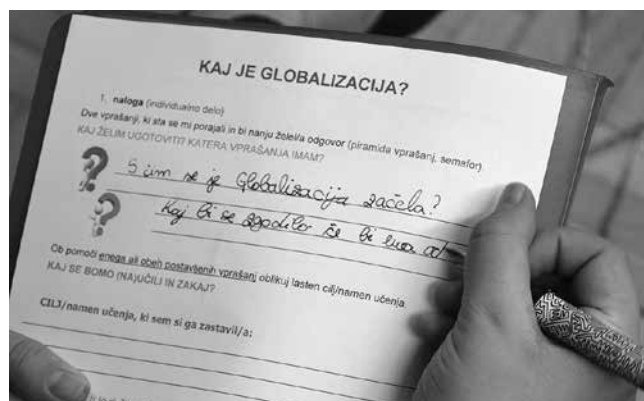 KAJ JE GLOBALIZACIJA?
1. naloga (individualno delo)
Dve vprašanji, ki sta se mi porajali in bi nanju želel/a odgovor (piramida vprašanj, semafor)
KAJ ŽELIM UGOTOVITI? KATERA VPRAŠANJA IMAM?
S čim se je Globalizacija začela?
Kaj bi se zgodilo če bi ena od
Ob pomoči enega ali obeh postavljenih vprašanj oblikuj lasten cilj/namen učenja.
KAJ SE BOMO (NA)UČILI IN ZAKAJ?
CILJ/namen učenja, ki sem si ga zastavil/a: